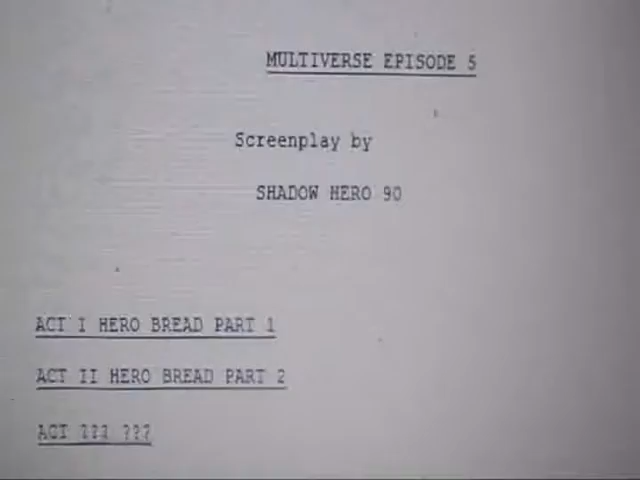 MULTIVERSE EPISODE 5
Screenplay by
SHADOW HERO 90
ACT I HERO BREAD PART 1
ACT II HERO BREAD PART 2
ACT ??? ???